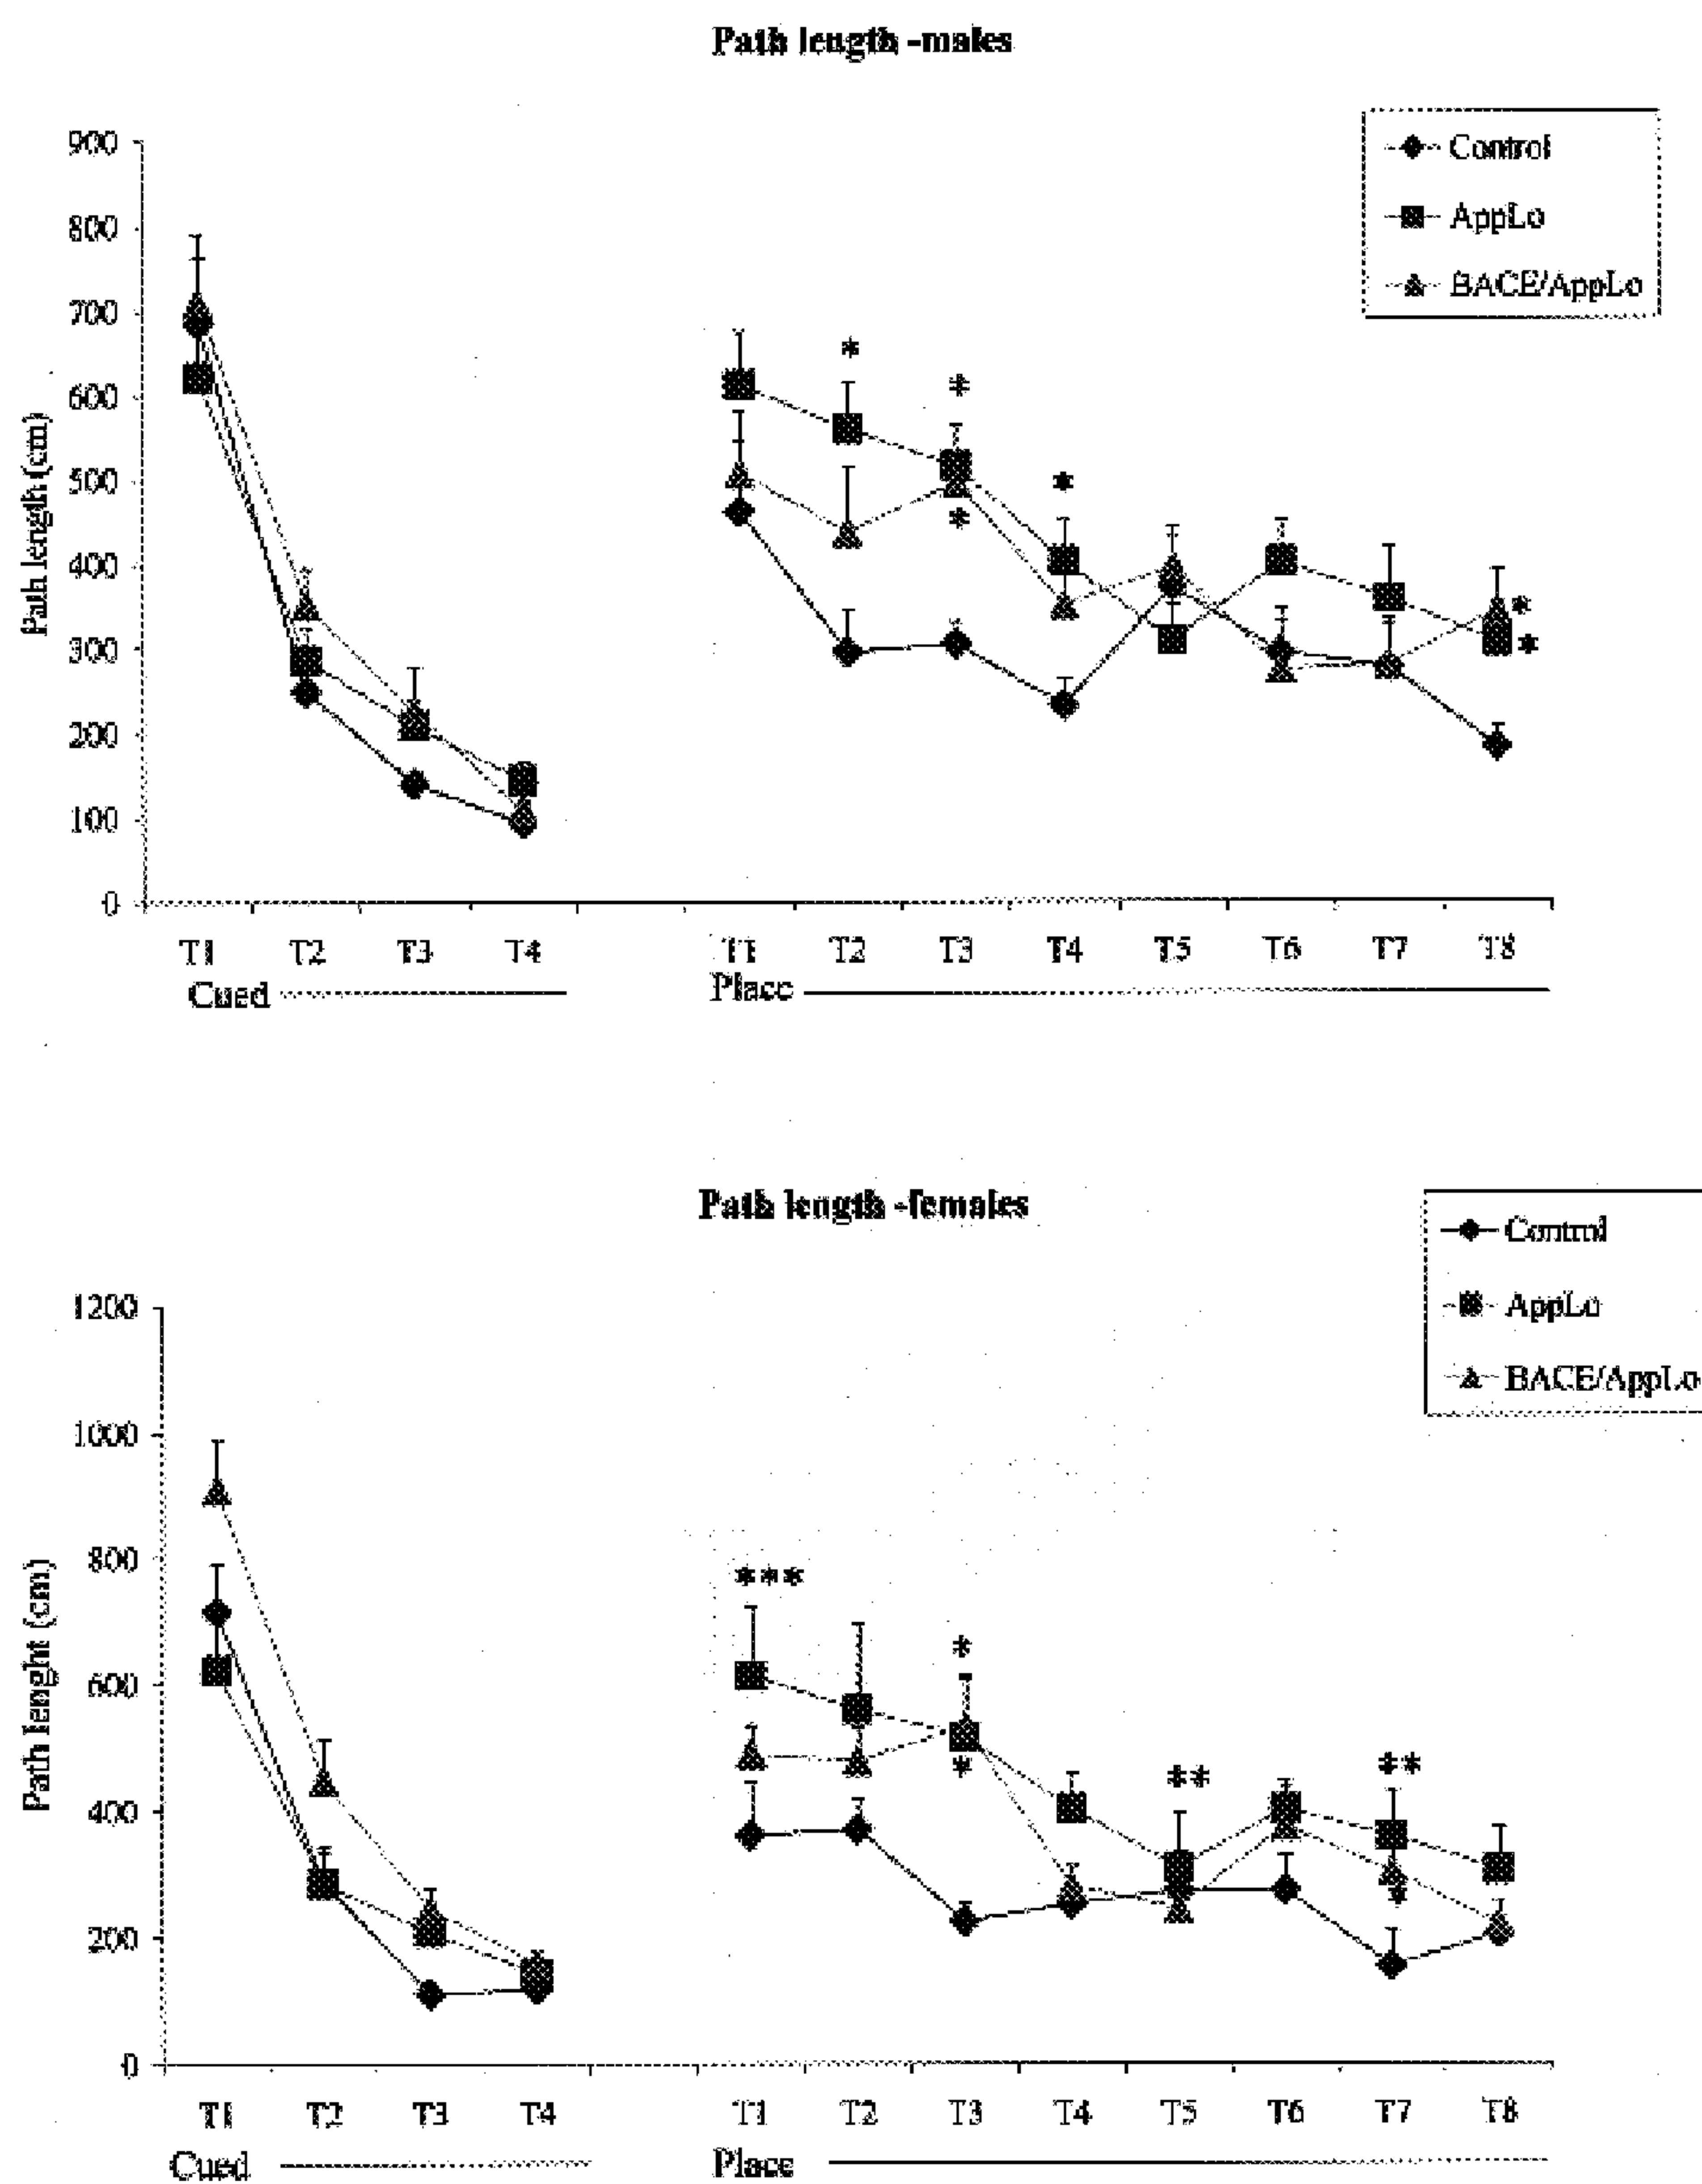 Path length -males
900
800
700
600
500
400
300
200
100
0
Path length (cm)
Control
AppLo
BACE/AppLo
*
*
*
*
*
*
T1 T2 T3 T4 T1 T2 T3 T4 T5 T6 T7 T8
Cued Place
Path length -females
1200
1000
800
600
400
200
0
Path lenght (cm)
Control
AppLo
BACE/AppLo
***
*
*
**
**
*
T1 T2 T3 T4 T1 T2 T3 T4 T5 T6 T7 T8
Cued Place